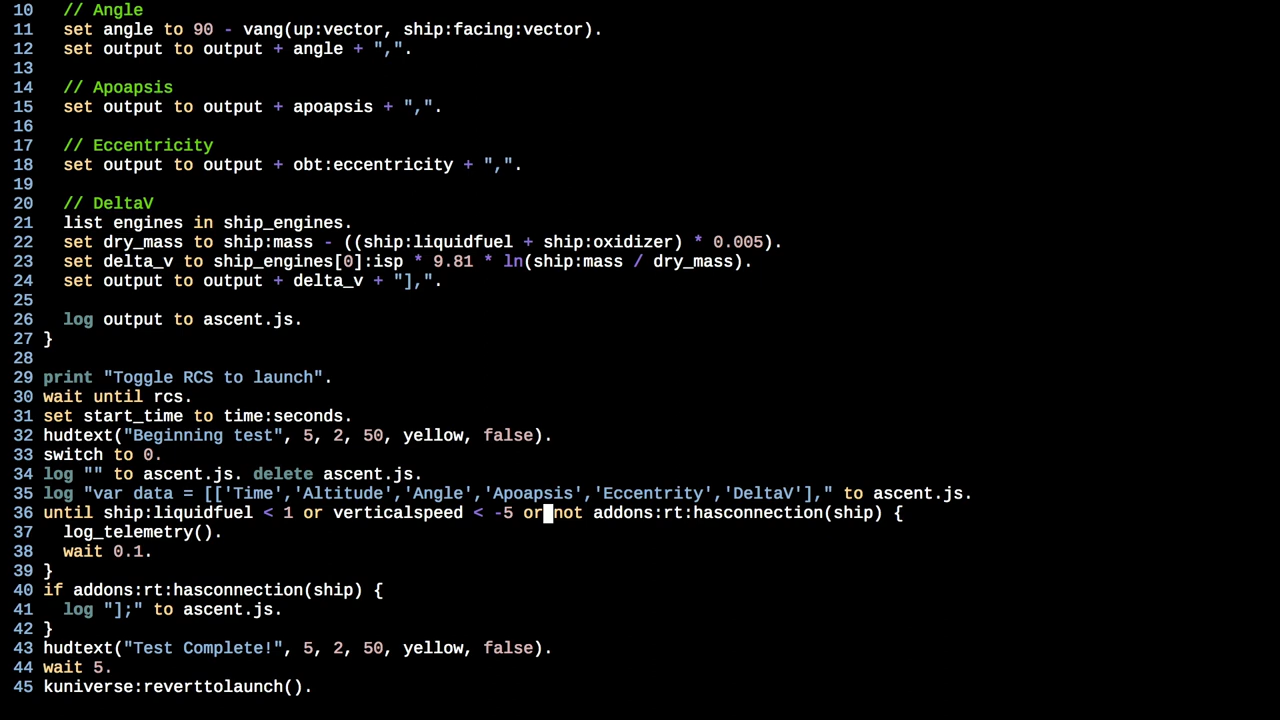 10   // Angle
11   set angle to 90 - vang(up:vector, ship:facing:vector).
12   set output to output + angle + ",".
13
14   // Apoapsis
15   set output to output + apoapsis + ",".
16
17   // Eccentricity
18   set output to output + obt:eccentricity + ",".
19
20   // DeltaV
21   list engines in ship_engines.
22   set dry_mass to ship:mass - ((ship:liquidfuel + ship:oxidizer) * 0.005).
23   set delta_v to ship_engines[0]:isp * 9.81 * ln(ship:mass / dry_mass).
24   set output to output + delta_v + "],".
25
26   log output to ascent.js.
27 }
28
29 print "Toggle RCS to launch".
30 wait until rcs.
31 set start_time to time:seconds.
32 hudtext("Beginning test", 5, 2, 50, yellow, false).
33 switch to 0.
34 log "" to ascent.js. delete ascent.js.
35 log "var data = [['Time','Altitude','Angle','Apoapsis','Eccentrity','DeltaV']," to ascent.js.
36 until ship:liquidfuel < 1 or verticalspeed < -5 or not addons:rt:hasconnection(ship) {
37   log_telemetry().
38   wait 0.1.
39 }
40 if addons:rt:hasconnection(ship) {
41   log "];" to ascent.js.
42 }
43 hudtext("Test Complete!", 5, 2, 50, yellow, false).
44 wait 5.
45 kuniverse:reverttolaunch().